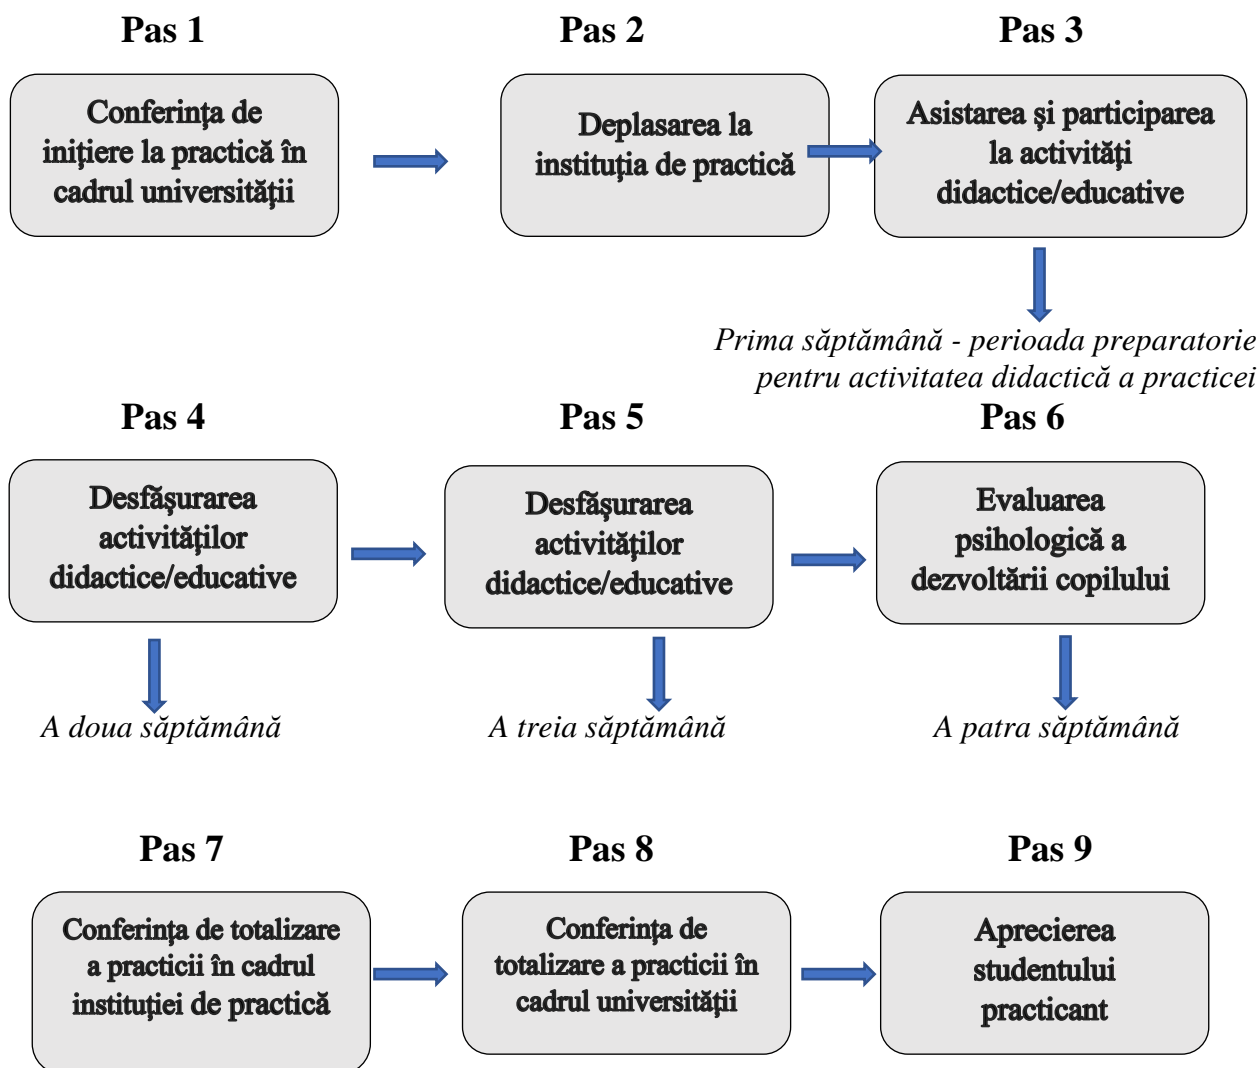 Pas 1
Pas 2
Pas 3
Conferința de
inițiere la practică în
cadrul universității
Deplasarea la
instituția de practică
Asistarea și participarea
la activități
didactice/educative
Prima săptămână - perioada preparatorie
pentru activitatea didactică a practicei
Pas 4
Pas 5
Pas 6
Desfășurarea
activităților
didactice/educative
Desfășurarea
activităților
didactice/educative
Evaluarea
psihologică a
dezvoltării copilului
A doua săptămână
A treia săptămână
A patra săptămână
Pas 7
Pas 8
Pas 9
Conferința de totalizare
a practicii în cadrul
instituției de practică
Conferința de
totalizare a practicii în
cadrul universității
Aprecierea
studentului
practicant